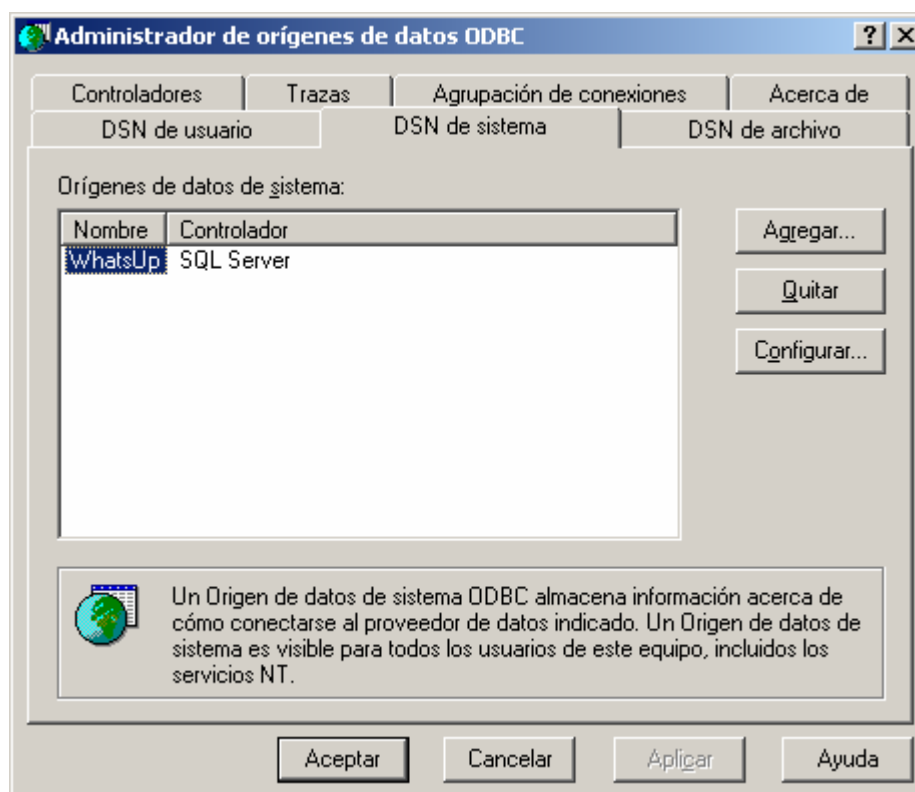 Administrador de orígenes de datos ODBC
Controladores Trazas Agrupación de conexiones Acerca de
DSN de usuario DSN de sistema DSN de archivo
Orígenes de datos de sistema:
Nombre Controlador
WhatsUp SQL Server
Agregar...
Quitar
Configurar...
Un Origen de datos de sistema ODBC almacena información acerca de
cómo conectarse al proveedor de datos indicado. Un Origen de datos de
sistema es visible para todos los usuarios de este equipo, incluidos los
servicios NT.
Aceptar Cancelar Aplicar Ayuda